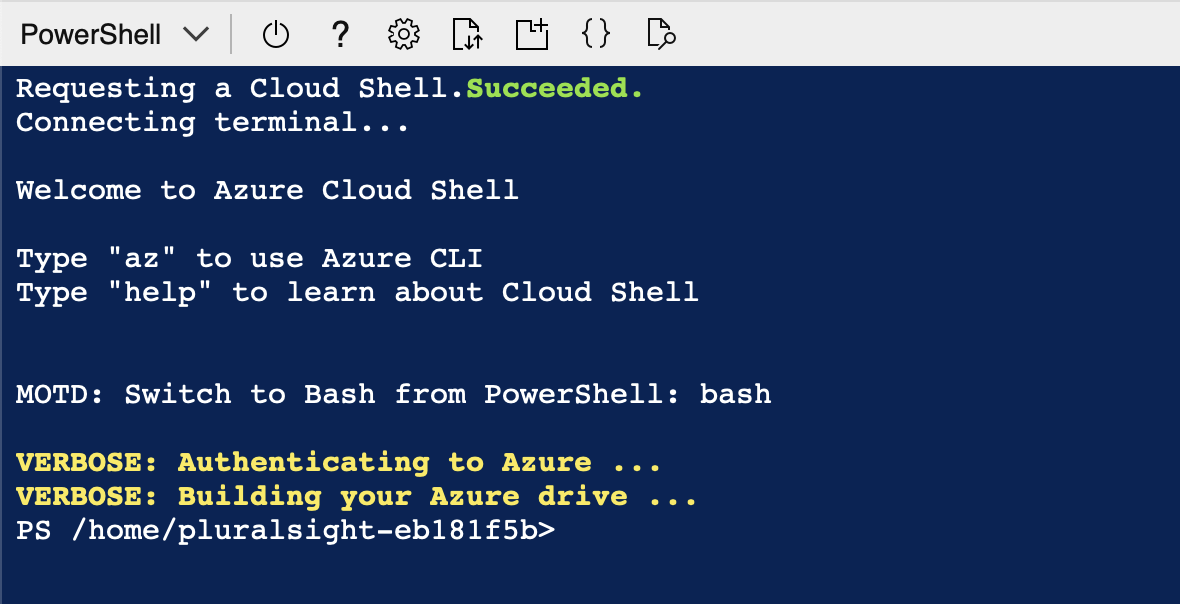 PowerShell
Requesting a Cloud Shell.Succeeded.
Connecting terminal...
Welcome to Azure Cloud Shell
Type "az" to use Azure CLI
Type "help" to learn about Cloud Shell
MOTD: Switch to Bash from PowerShell: bash
VERBOSE: Authenticating to Azure ...
VERBOSE: Building your Azure drive ...
PS /home/pluralsight-eb181f5b>